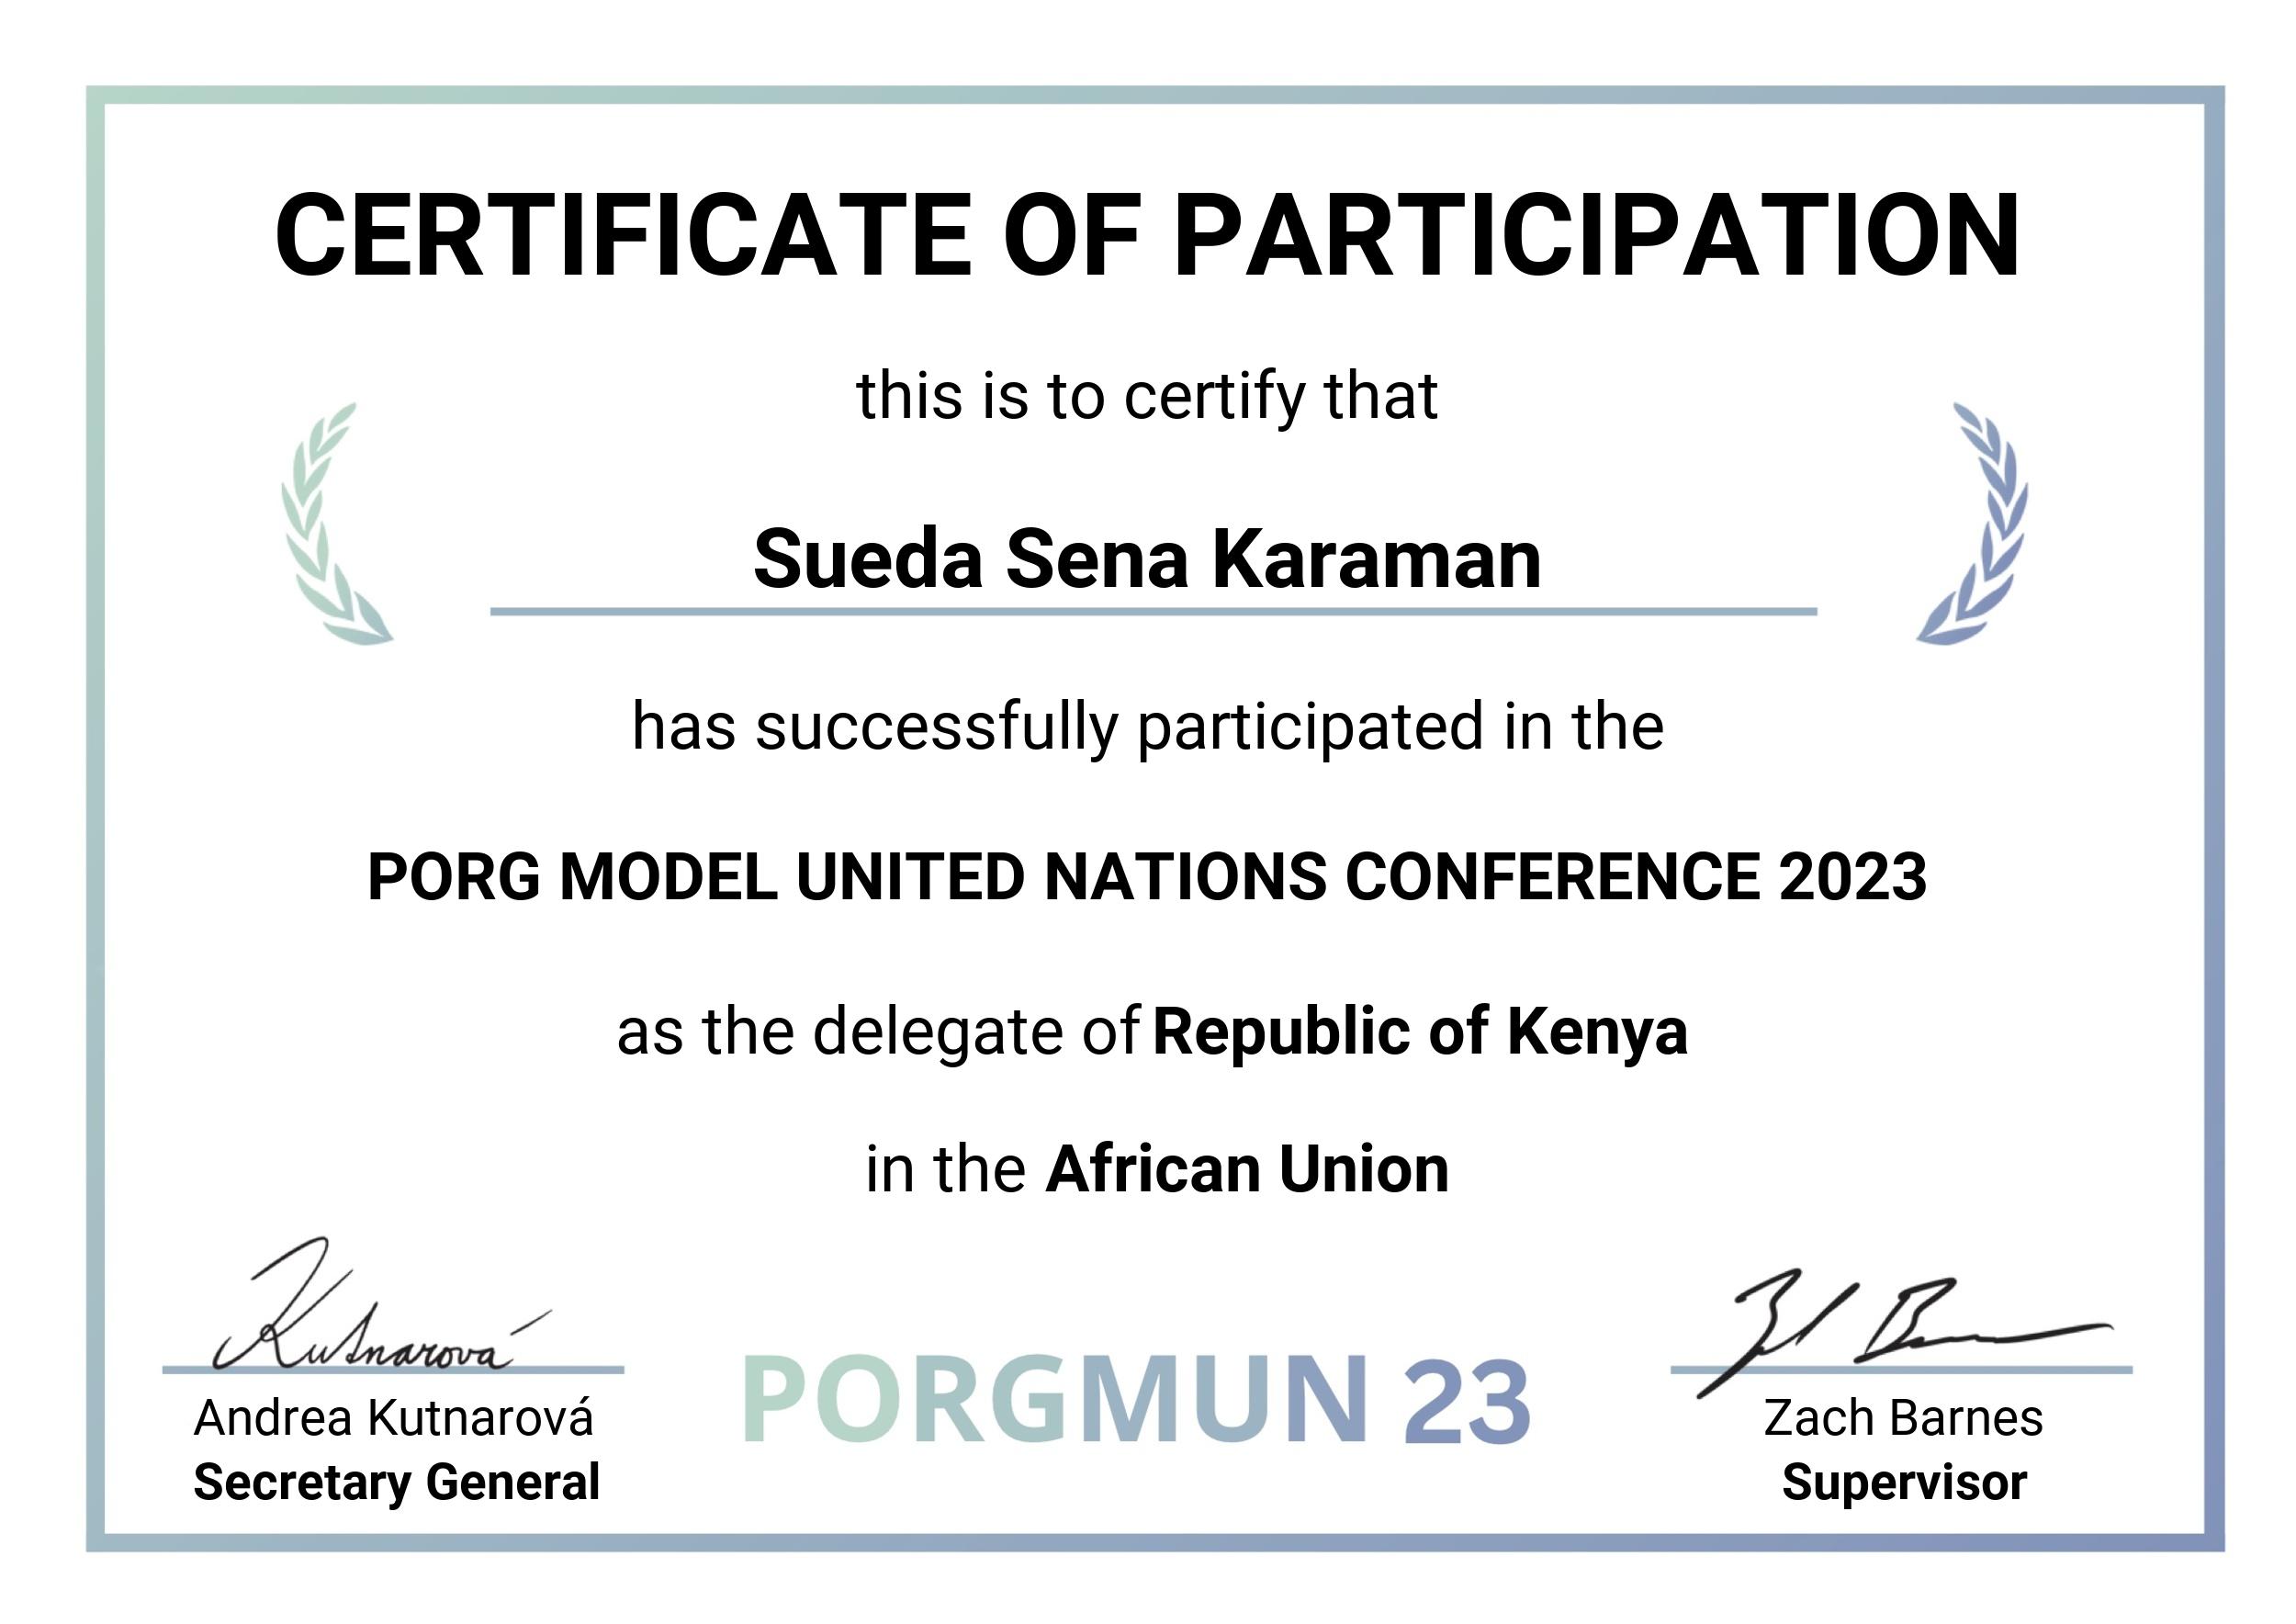 CERTIFICATE OF PARTICIPATION
this is to certify that
Sueda Sena Karaman
has successfully participated in the
PORG MODEL UNITED NATIONS CONFERENCE 2023
as the delegate of Republic of Kenya
in the African Union
Kutnarová
Andrea Kutnarová
Secretary General
PORGMUN 23
Zach Barnes
Supervisor